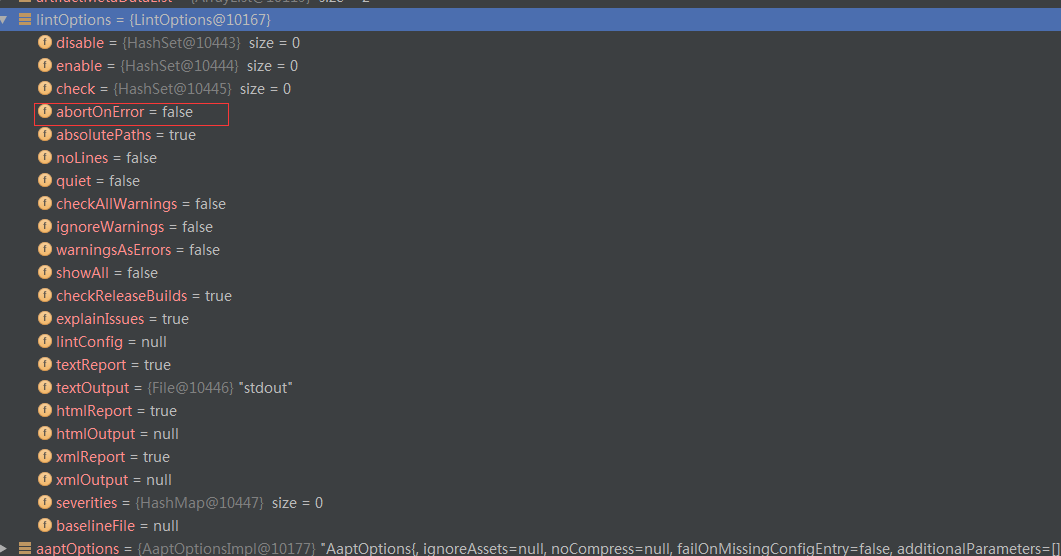 lintOptions = {LintOptions@10167}
disable = {HashSet@10443} size = 0
enable = {HashSet@10444} size = 0
check = {HashSet@10445} size = 0
abortOnError = false
absolutePaths = true
noLines = false
quiet = false
checkAllWarnings = false
ignoreWarnings = false
warningsAsErrors = false
showAll = false
checkReleaseBuilds = true
explainIssues = true
lintConfig = null
textReport = true
textOutput = {File@10446} "stdout"
htmlReport = true
htmlOutput = null
xmlReport = true
xmlOutput = null
severities = {HashMap@10447} size = 0
baselineFile = null
aaptOptions = {AaptOptionsImpl@10177} "AaptOptions{, ignoreAssets=null, noCompress=null, failOnMissingConfigEntry=false, additionalParameters=[